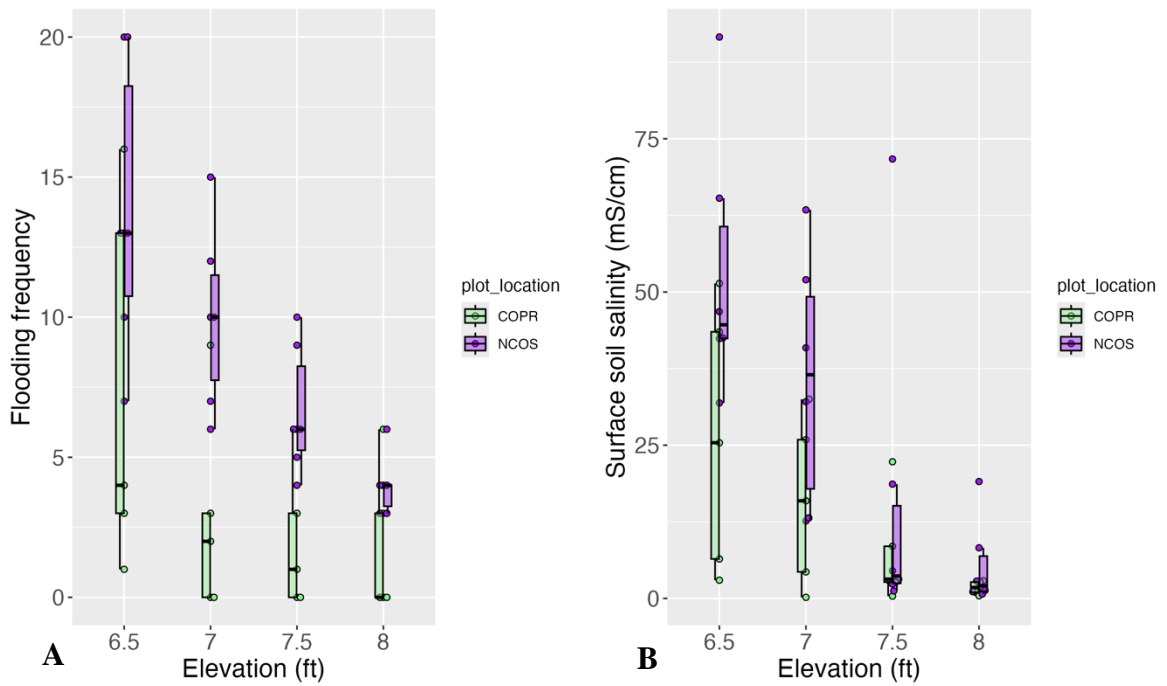 20
15
10
5
0
Flooding frequency
6.5 7 7.5 8
Elevation (ft)
A
plot_location
COPR
NCOS
75
50
25
0
Surface soil salinity (mS/cm)
6.5 7 7.5 8
Elevation (ft)
B
plot_location
COPR
NCOS